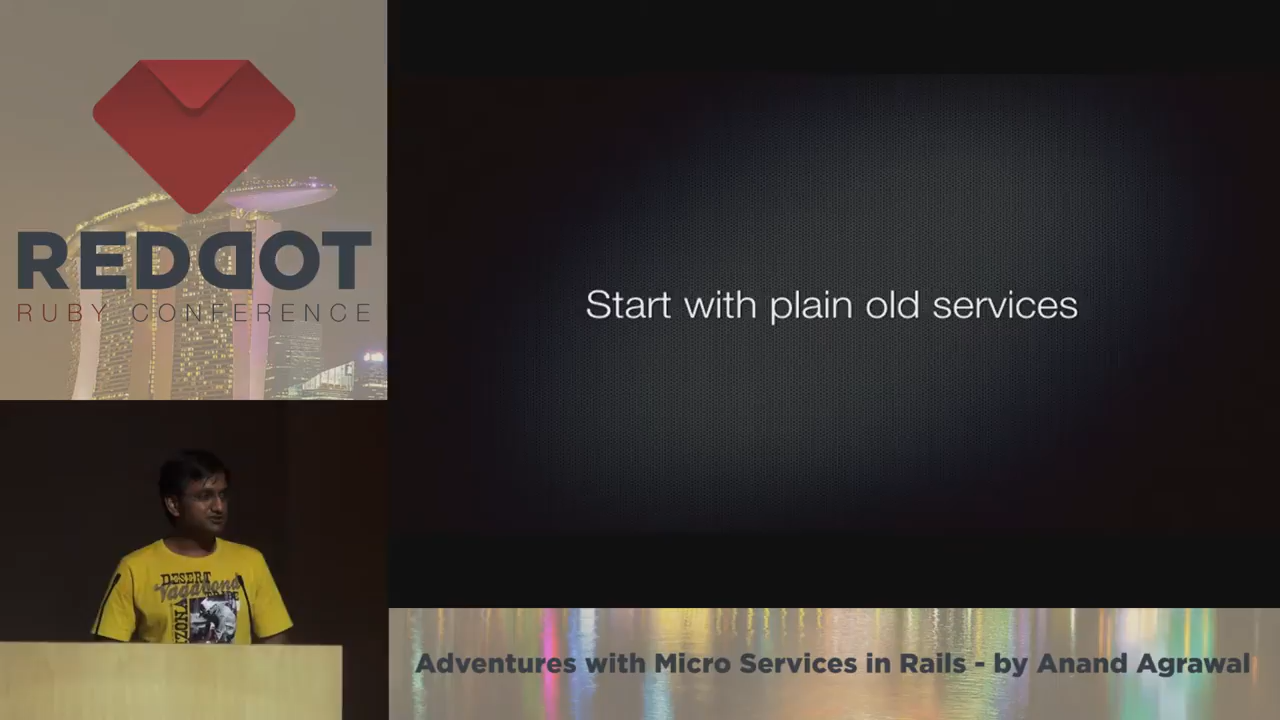 REDDOT
RUBY CONFERENCE
Start with plain old services
DESERT
Vagabond
Adventures with Micro Services in Rails - by Anand Agrawal